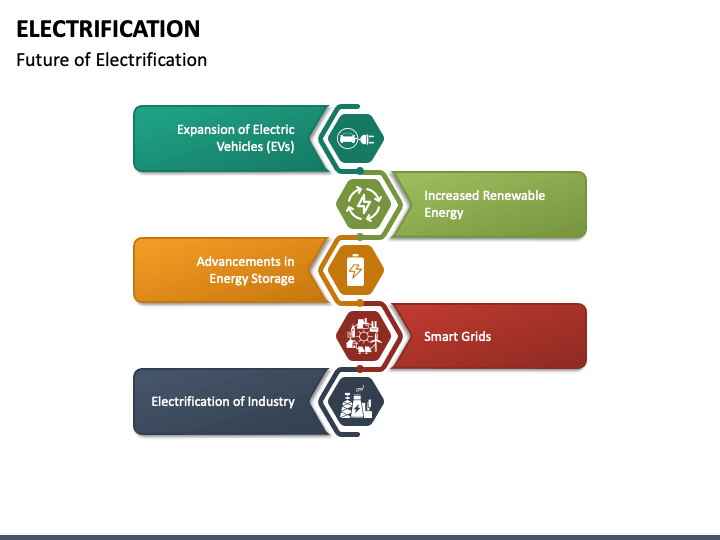 ELECTRIFICATION
Future of Electrification
Expansion of Electric
Vehicles (EVs)
Increased Renewable
Energy
Advancements in
Energy Storage
Smart Grids
Electrification of Industry